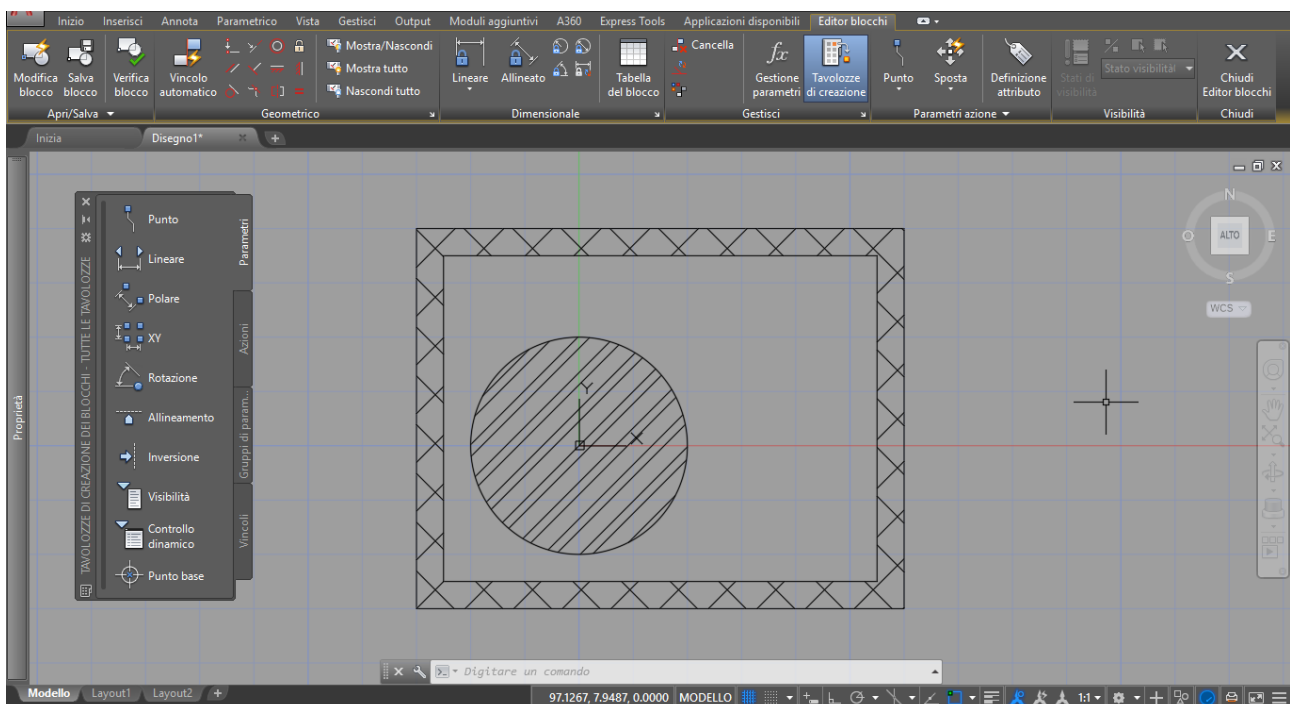 Inizio Inserisci Annota Parametrico Vista Gestisci Output Moduli aggiuntivi A360 Express Tools Applicazioni disponibili Editor blocchi
Mostra/Nascondi
Mostra tutto
Nascondi tutto
Cancella
Stato visibilità
Modifica blocco
Salva blocco
Verifica blocco
Vincolo automatico
Lineare
Allineato
Tabella del blocco
fx
Gestione parametri
Tavolozze di creazione
Punto
Sposta
Definizione attributo
Stati di visibilità
Chiudi Editor blocchi
Apri/Salva Geometrico Dimensionale Gestisci Parametri azione Visibilità Chiudi
Inizia Disegno1* +
Proprietà
TAVOLOZZE DI CREAZIONE DEI BLOCCHI - TUTTE LE TAVOLOZZE
Punto
Lineare
Polare
XY
Rotazione
Allineamento
Inversione
Visibilità
Controllo
dinamico
Punto base
Parametri
Azioni
Gruppi di param...
Vincoli
Y
X
N
O ALTO E
S
WCS
Digitare un comando
Modello Layout1 Layout2 +
97.1267, 7.9487, 0.0000 MODELLO 1:1